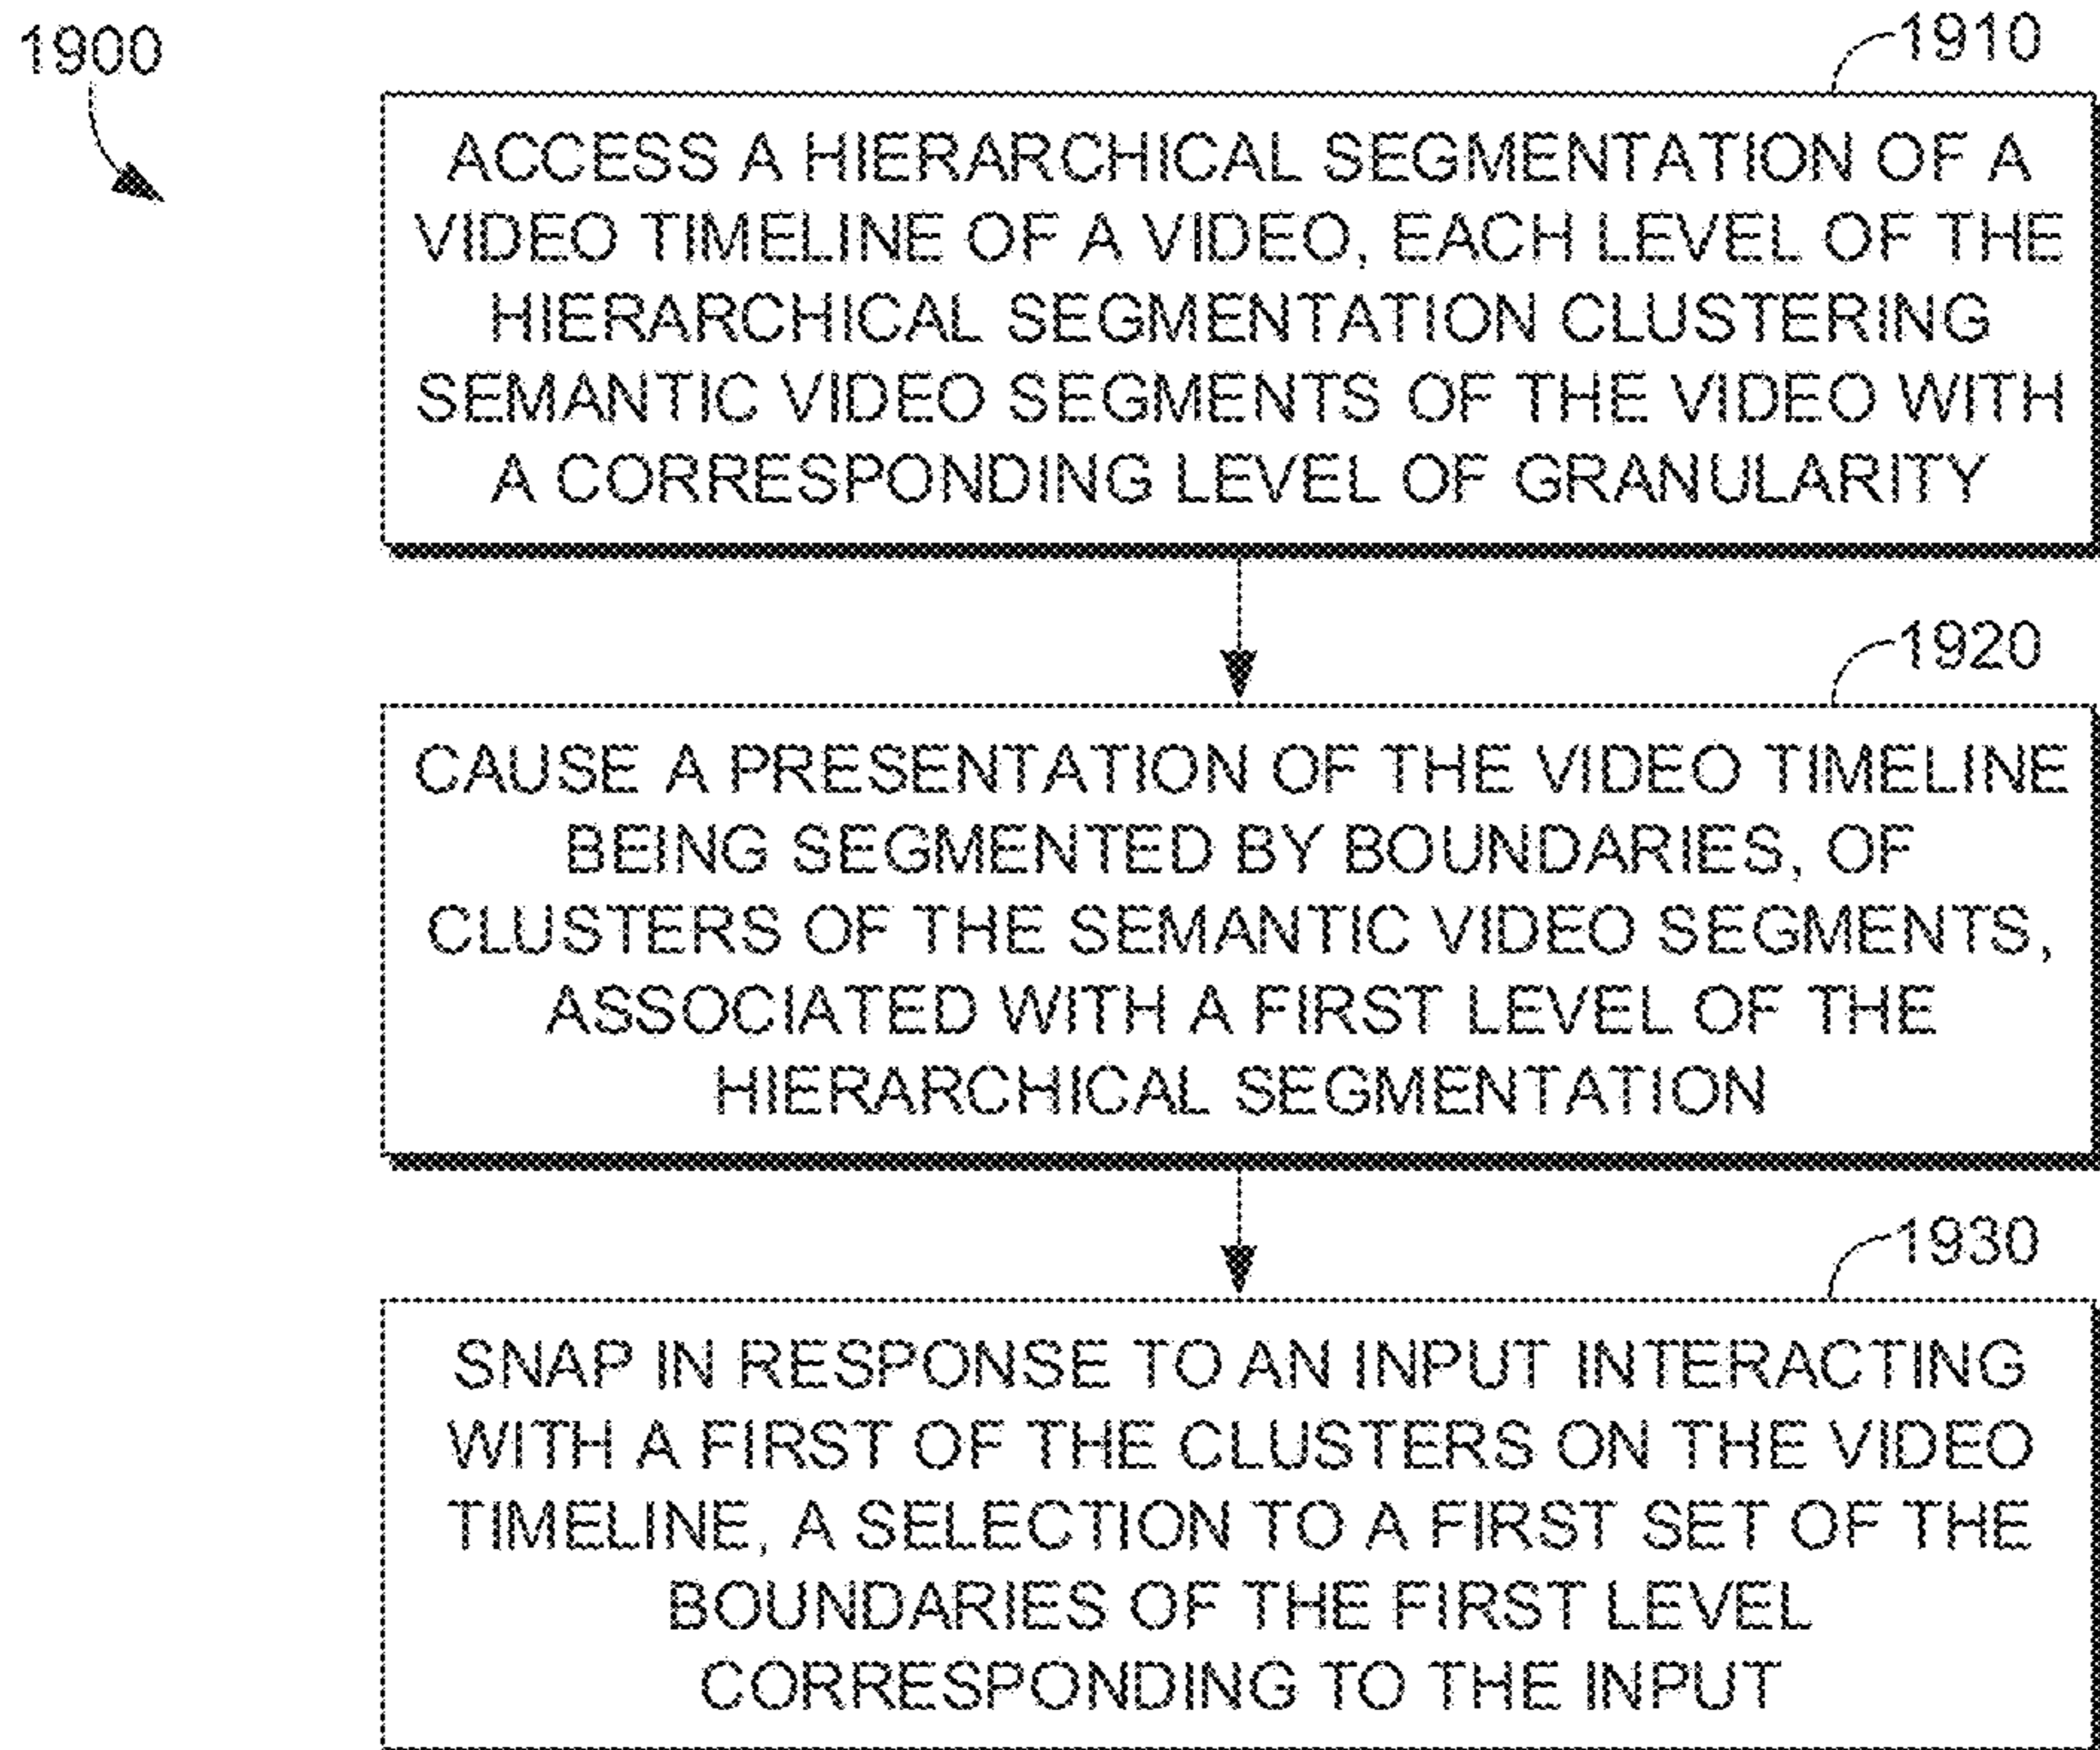 1900
1910
ACCESS A HIERARCHICAL SEGMENTATION OF A
VIDEO TIMELINE OF A VIDEO, EACH LEVEL OF THE
HIERARCHICAL SEGMENTATION CLUSTERING
SEMANTIC VIDEO SEGMENTS OF THE VIDEO WITH
A CORRESPONDING LEVEL OF GRANULARITY
1920
CAUSE A PRESENTATION OF THE VIDEO TIMELINE
BEING SEGMENTED BY BOUNDARIES, OF
CLUSTERS OF THE SEMANTIC VIDEO SEGMENTS,
ASSOCIATED WITH A FIRST LEVEL OF THE
HIERARCHICAL SEGMENTATION
1930
SNAP IN RESPONSE TO AN INPUT INTERACTING
WITH A FIRST OF THE CLUSTERS ON THE VIDEO
TIMELINE, A SELECTION TO A FIRST SET OF THE
BOUNDARIES OF THE FIRST LEVEL
CORRESPONDING TO THE INPUT